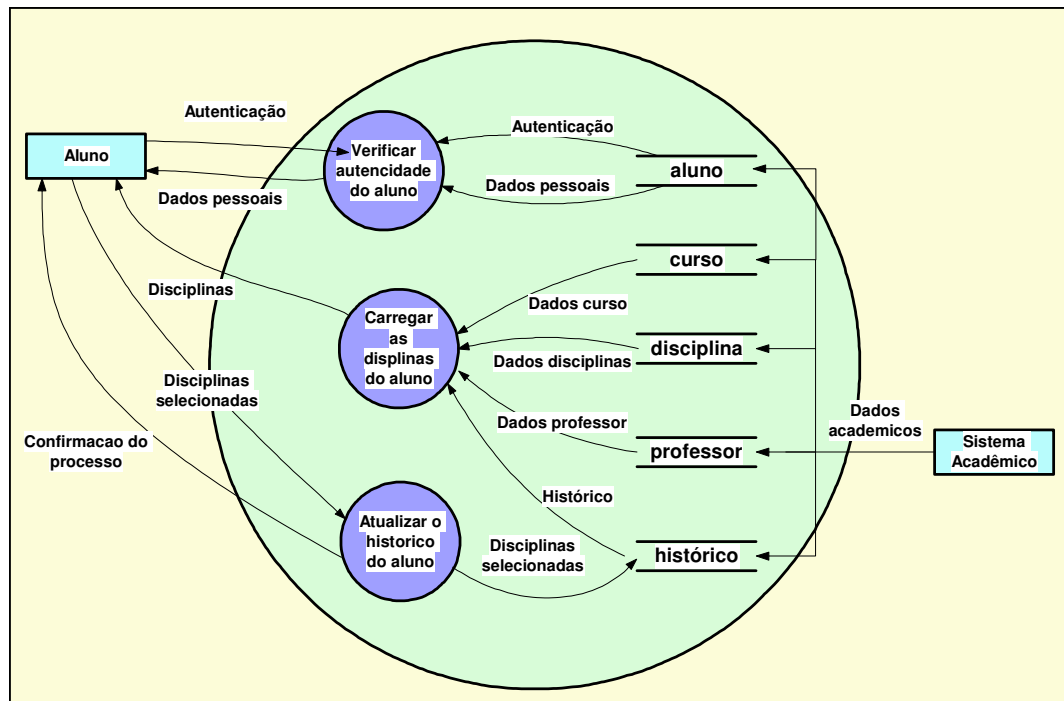 Autenticação
Aluno
Verificar
autencidade
do aluno
Autenticação
aluno
Dados pessoais
Dados pessoais
curso
Disciplinas
Dados curso
Carregar
as
displinas
do aluno
disciplina
Dados disciplinas
Disciplinas
selecionadas
Dados professor
professor
Dados
academicos
Sistema
Acadêmico
Confirmacao do
processo
Histórico
Atualizar o
historico
do aluno
Disciplinas
selecionadas
histórico